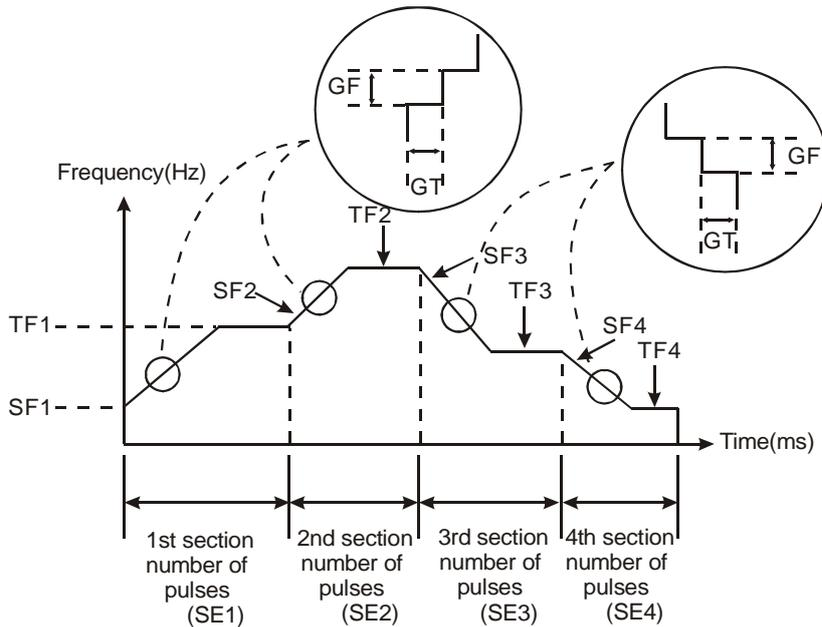 GF
GT
GF
GT
Frequency(Hz)
TF2
SF3
SF2
TF3
TF1
SF4
TF4
SF1
Time(ms)
1st section
number of
pulses
(SE1)
2nd section
number of
pulses
(SE2)
3rd section
number of
pulses
(SE3)
4th section
number of
pulses
(SE4)